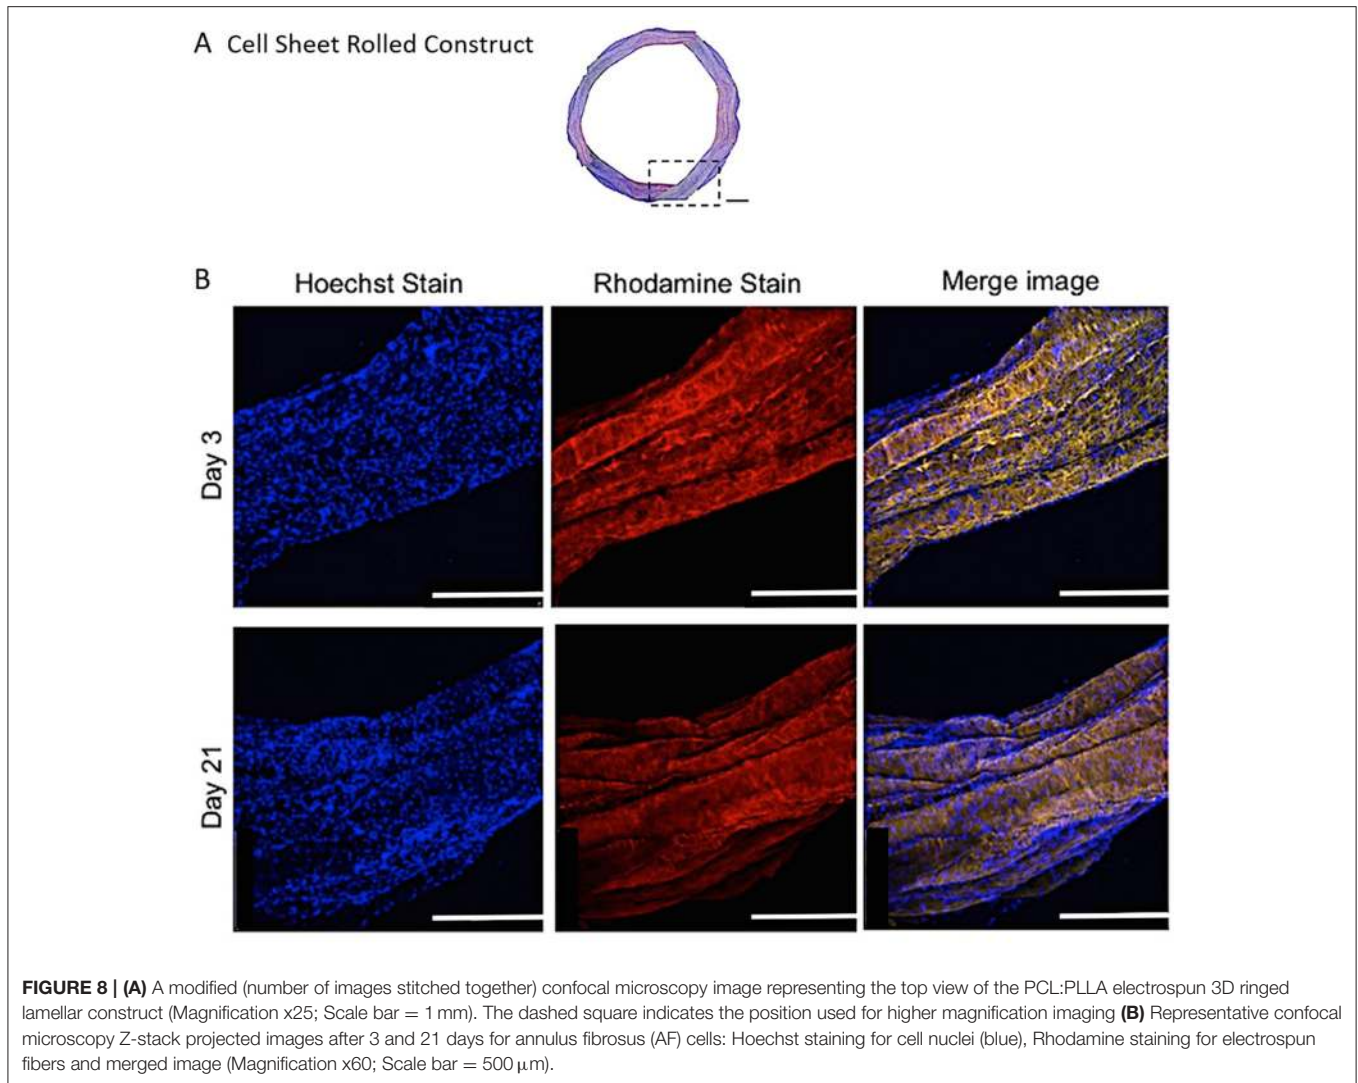 A Cell Sheet Rolled Construct
B
Hoechst Stain
Rhodamine Stain
Merge image
Day 3
Day 21
FIGURE 8 | (A) A modified (number of images stitched together) confocal microscopy image representing the top view of the PCL:PLLA electrospun 3D ringed
lamellar construct (Magnification x25; Scale bar = 1 mm). The dashed square indicates the position used for higher magnification imaging (B) Representative confocal
microscopy Z-stack projected images after 3 and 21 days for annulus fibrosus (AF) cells: Hoechst staining for cell nuclei (blue), Rhodamine staining for electrospun
fibers and merged image (Magnification x60; Scale bar = 500 μm).